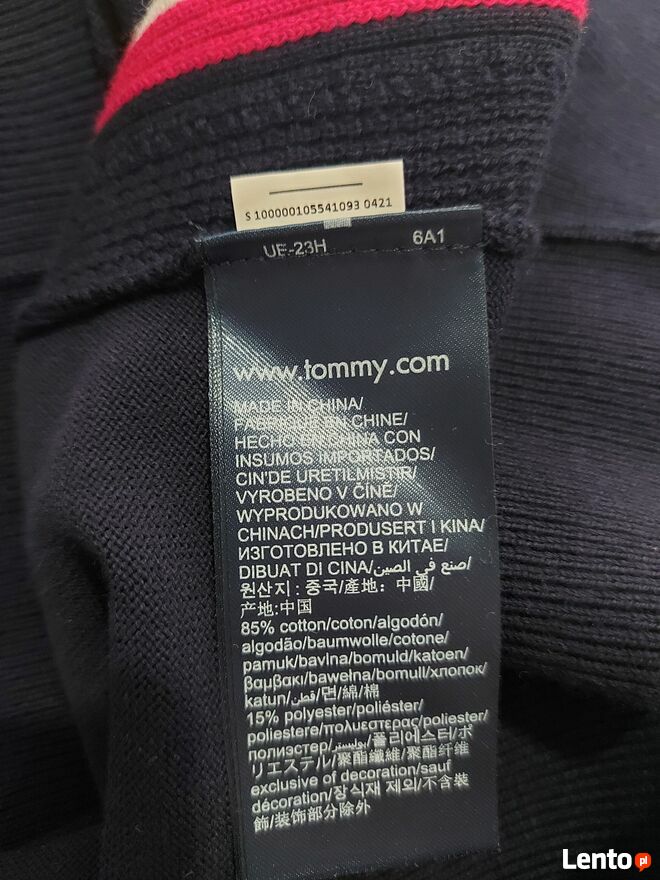 S 100000105541093 0421
UE-23H 6A1
www.tommy.com
MADE IN CHINA/
FABRIQUÉ EN CHINE/
HECHO EN CHINA CON
INSUMOS IMPORTADOS/
CIN'DE URETILMISTIR/
VYROBENO V ČÍNĚ/
WYPRODUKOWANO W
CHINACH/PRODUSERT I KINA/
ИЗГОТОВЛЕНО В КИТАЕ/
DIBUAT DI CINA/صنع في الصين/
원산지 : 중국/產地：中國/
产地:中国
85% cotton/coton/algodón/
algodão/baumwolle/cotone/
pamuk/bavlna/bomuld/katoen/
βαμβακι/bawełna/bomull/хлопок/
katun/قطن/면/綿/棉
15% polyester/poliéster/
poliestere/πολυεστερας/poliester/
полиэстер/بوليستر/폴리에스터/ポ
リエステル/聚酯纖維/聚酯纤维
exclusive of decoration/sauf
décoration/장식재 제외/不含裝
飾/装饰部分除外
Lento pl